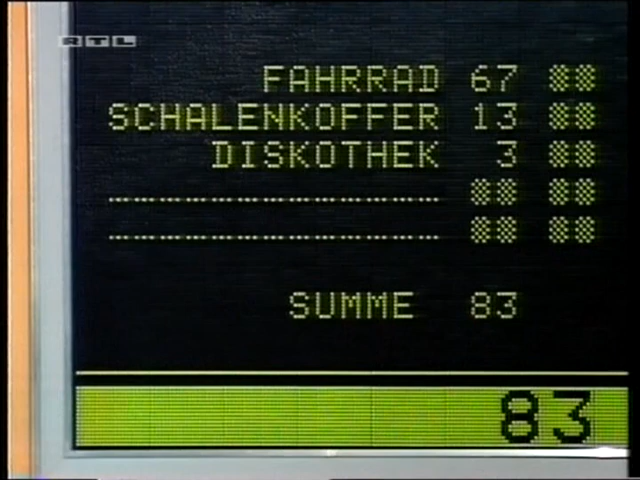 RTL
FAHRRAD 67
SCHALENKOFFER 13
DISKOTHEK 3
SUMME 83
83